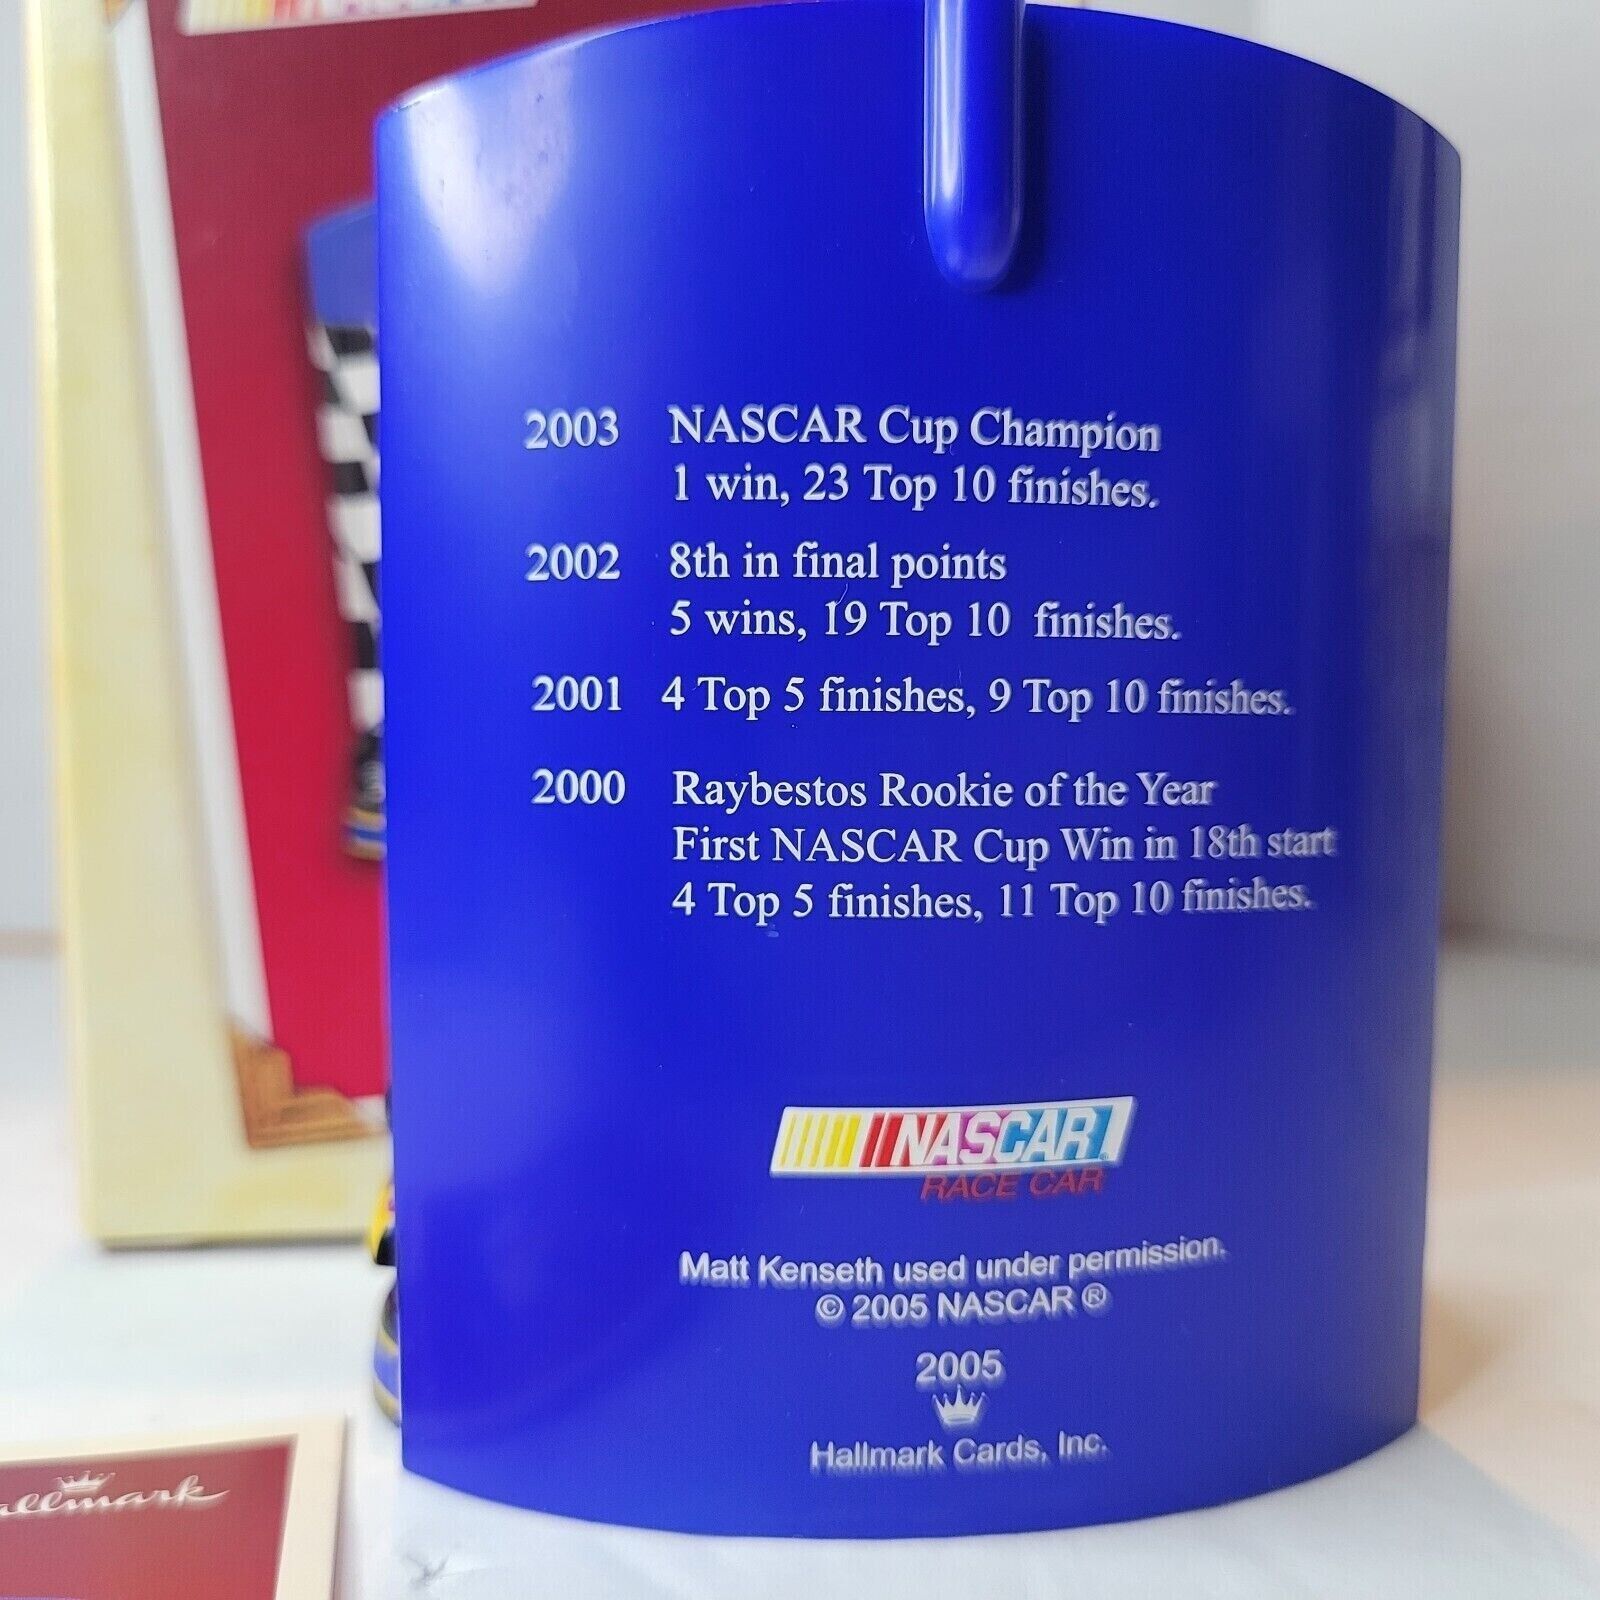 2003 NASCAR Cup Champion
1 win, 23 Top 10 finishes.
2002 8th in final points
5 wins, 19 Top 10 finishes.
2001 4 Top 5 finishes, 9 Top 10 finishes.
2000 Raybestos Rookie of the Year
First NASCAR Cup Win in 18th start
4 Top 5 finishes, 11 Top 10 finishes.
NASCAR®
RACE CAR
Matt Kenseth used under permission.
© 2005 NASCAR ®
2005
Hallmark Cards, Inc.
allmark